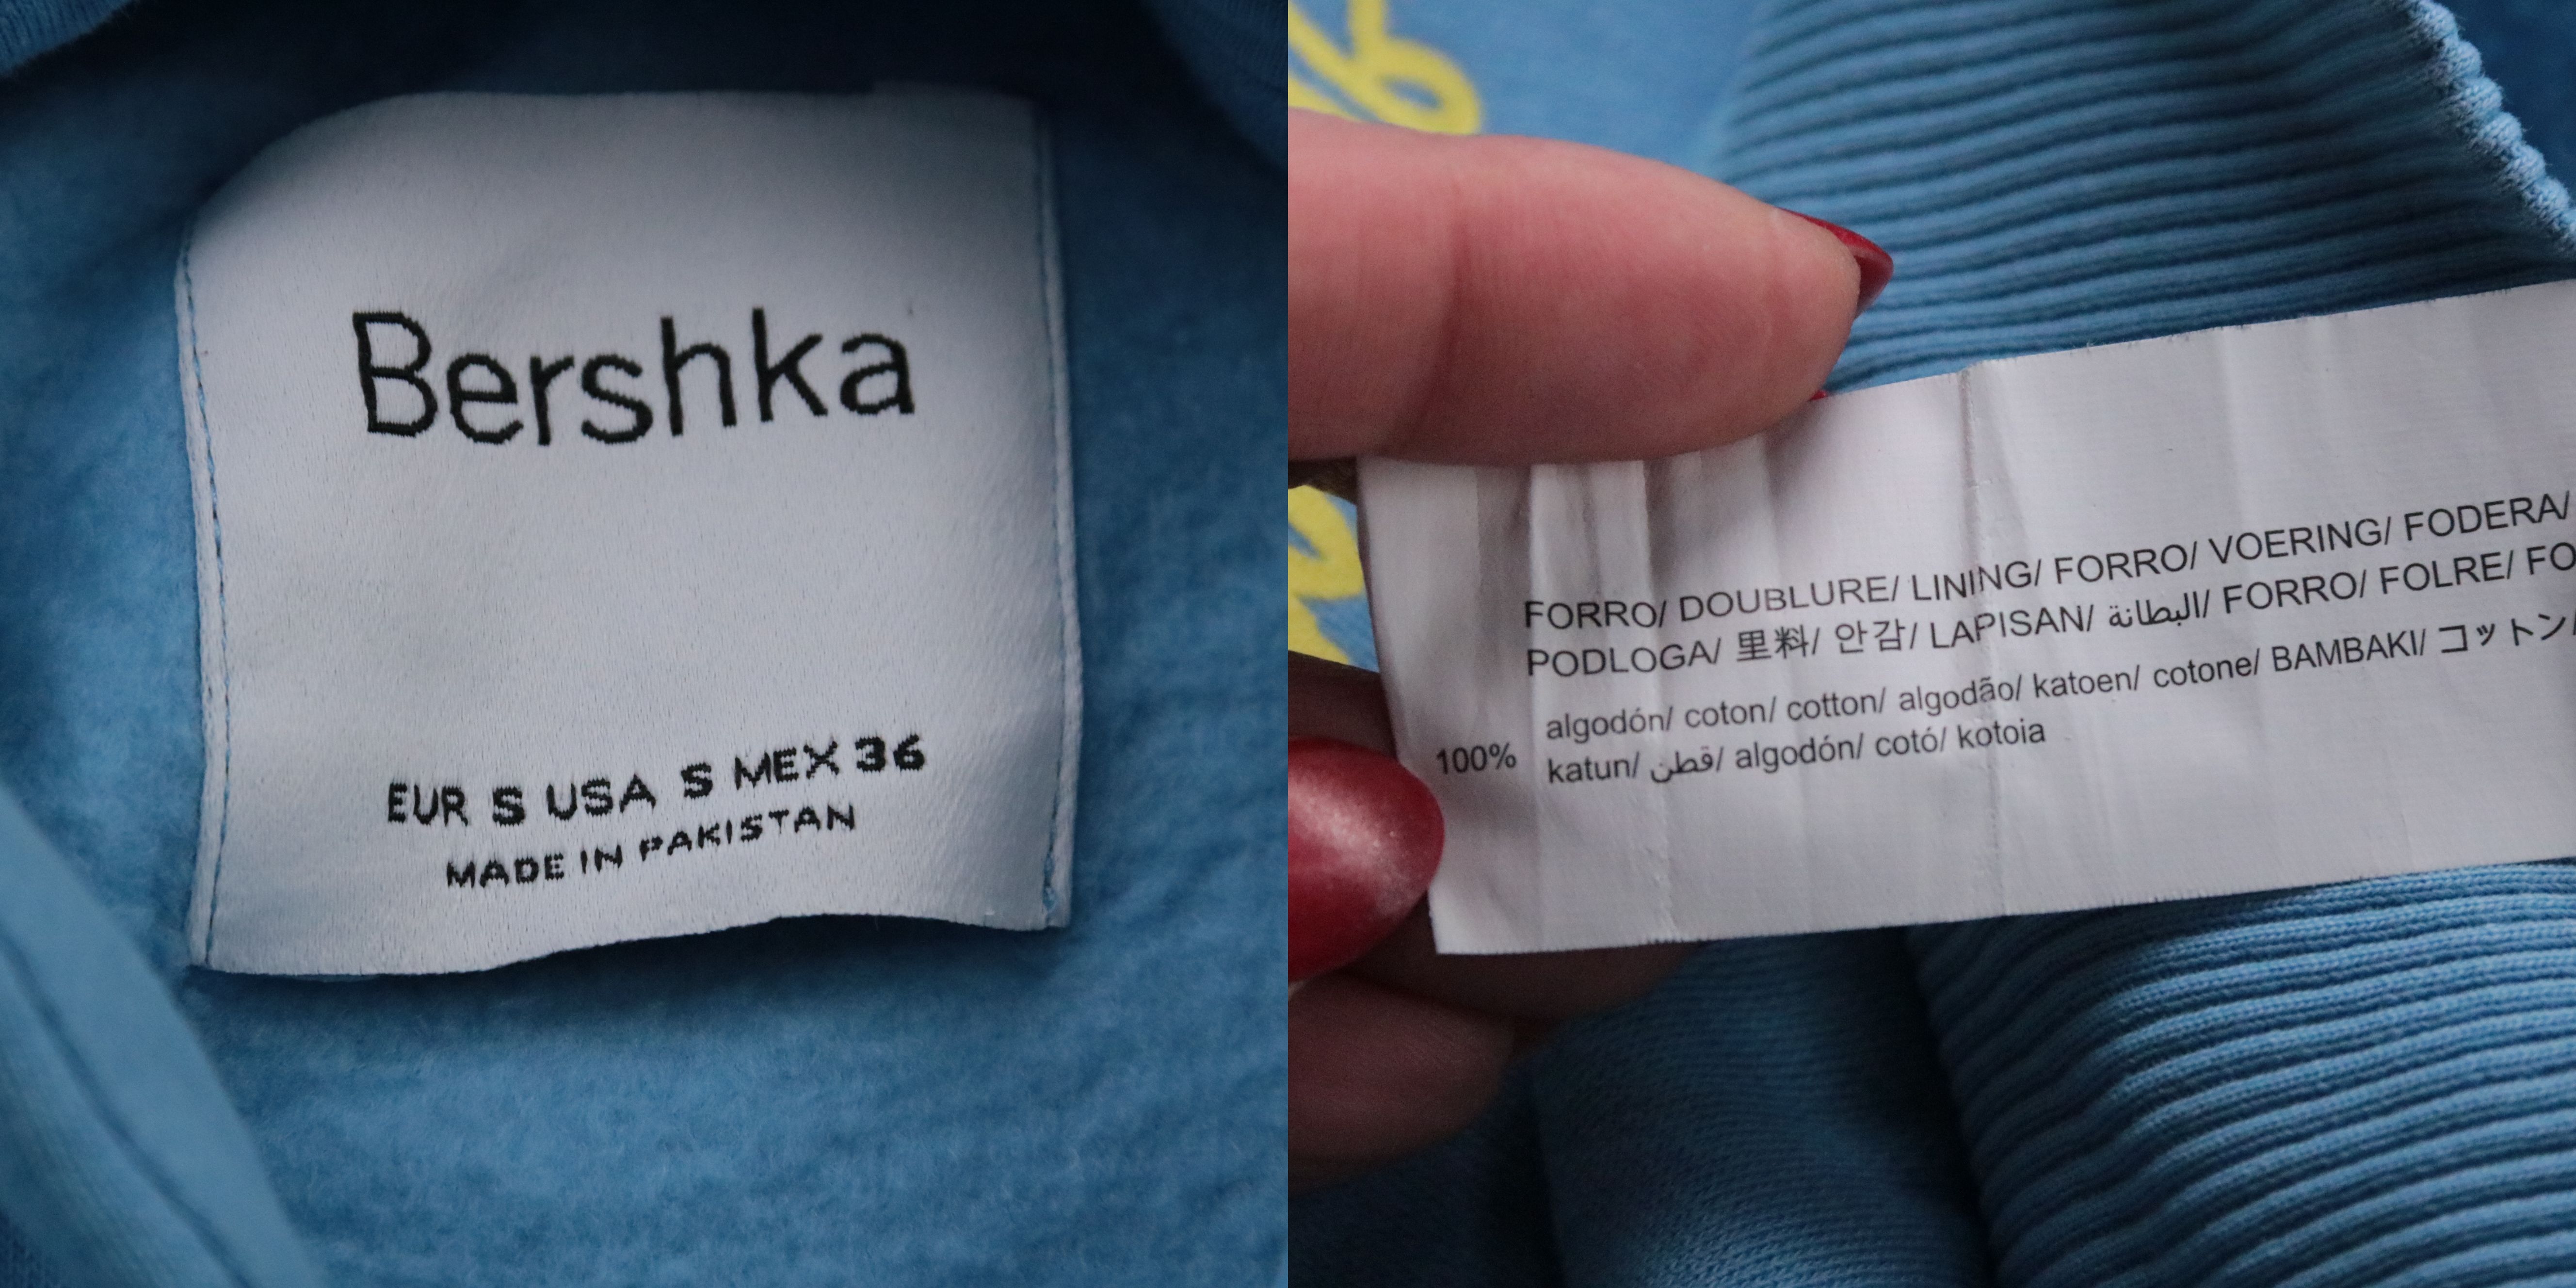 Bershka
EUR S USA S MEX 36
MADE IN PAKISTAN
FORRO/ DOUBLURE/ LINING/ FORRO/ VOERING/ FODERA/
PODLOGA/ 里料/ 안감/ LAPISAN/ البطانة/ FORRO/ FOLRE/ FO
algodón/ coton/ cotton/ algodão/ katoen/ cotone/ BAMBAKI/ コットン/
100% katun/ قطن/ algodón/ cotó/ kotoia